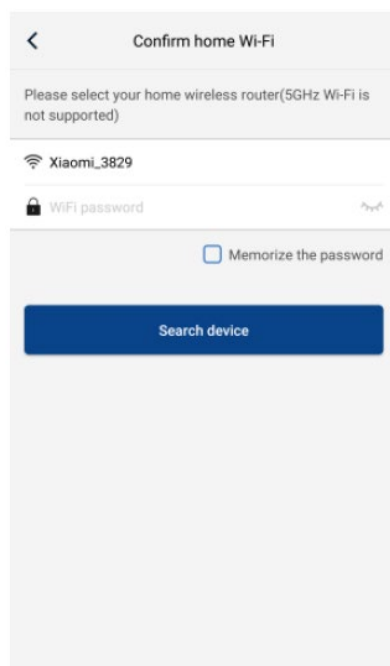 Confirm home Wi-Fi
Please select your home wireless router(5GHz Wi-Fi is
not supported)
Xiaomi_3829
WiFi password
Memorize the password
Search device